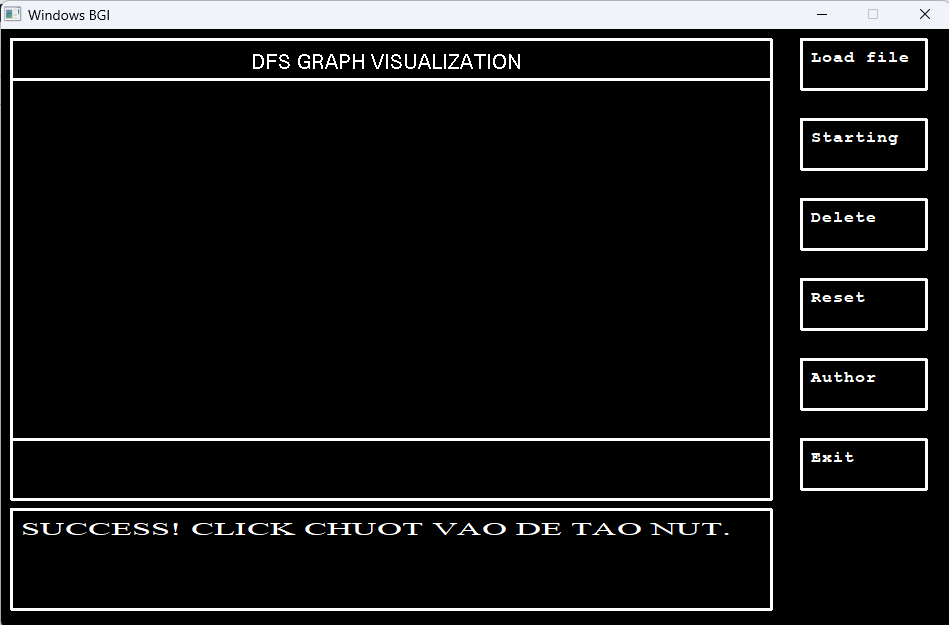 Windows BGI
DFS GRAPH VISUALIZATION
Load file
Starting
Delete
Reset
Author
Exit
SUCCESS! CLICK CHUOT VAO DE TAO NUT.